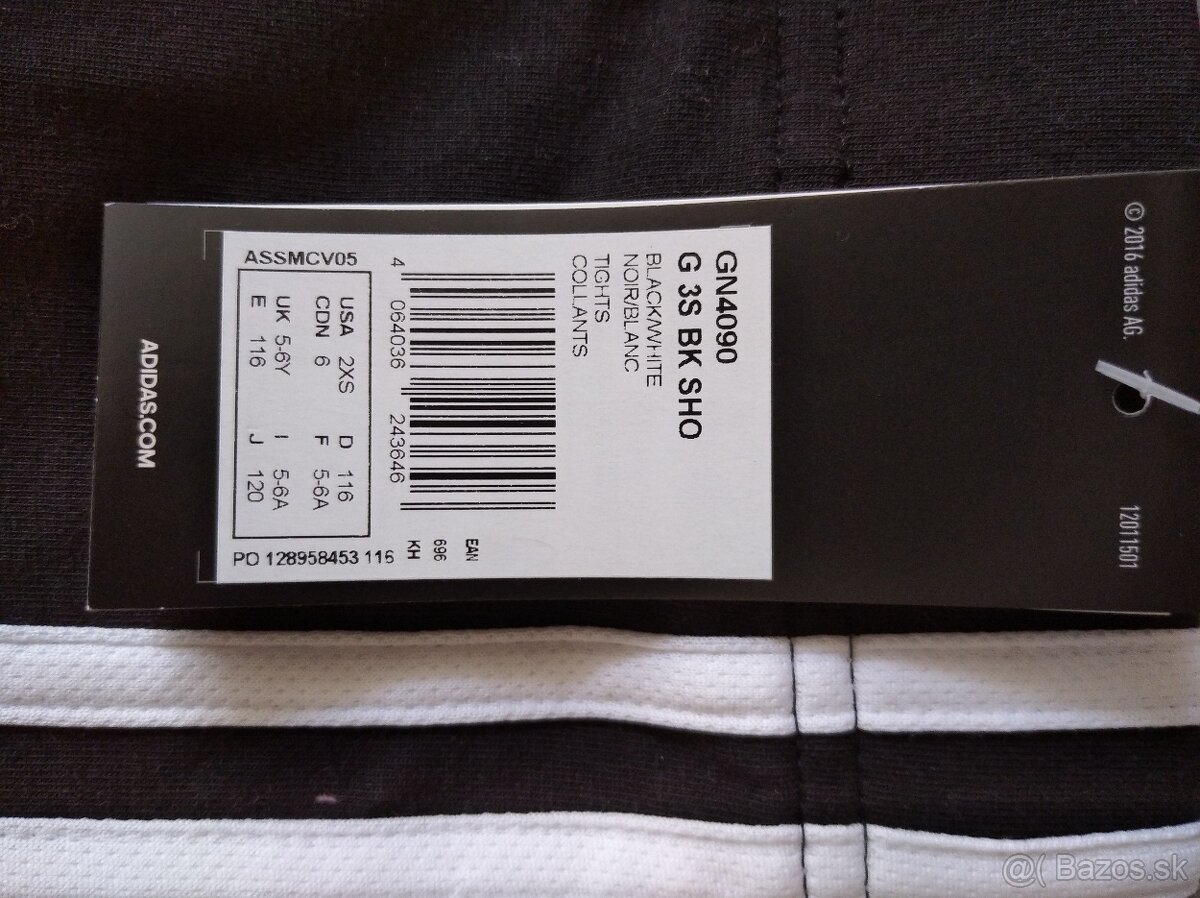 © 2016 adidas AG.
12011501
GN4090
G 3S BK SHO
BLACK/WHITE
NOIR/BLANC
TIGHTS
COLLANTS
EAN
696
KH
4 064036 243646
USA 2XS D 116
CDN 6 F 5-6A
UK 5-6Y I 5-6A
E 116 J 120
ASSMCV05
PO 128958453 116
ADIDAS.COM
@( Bazos.sk